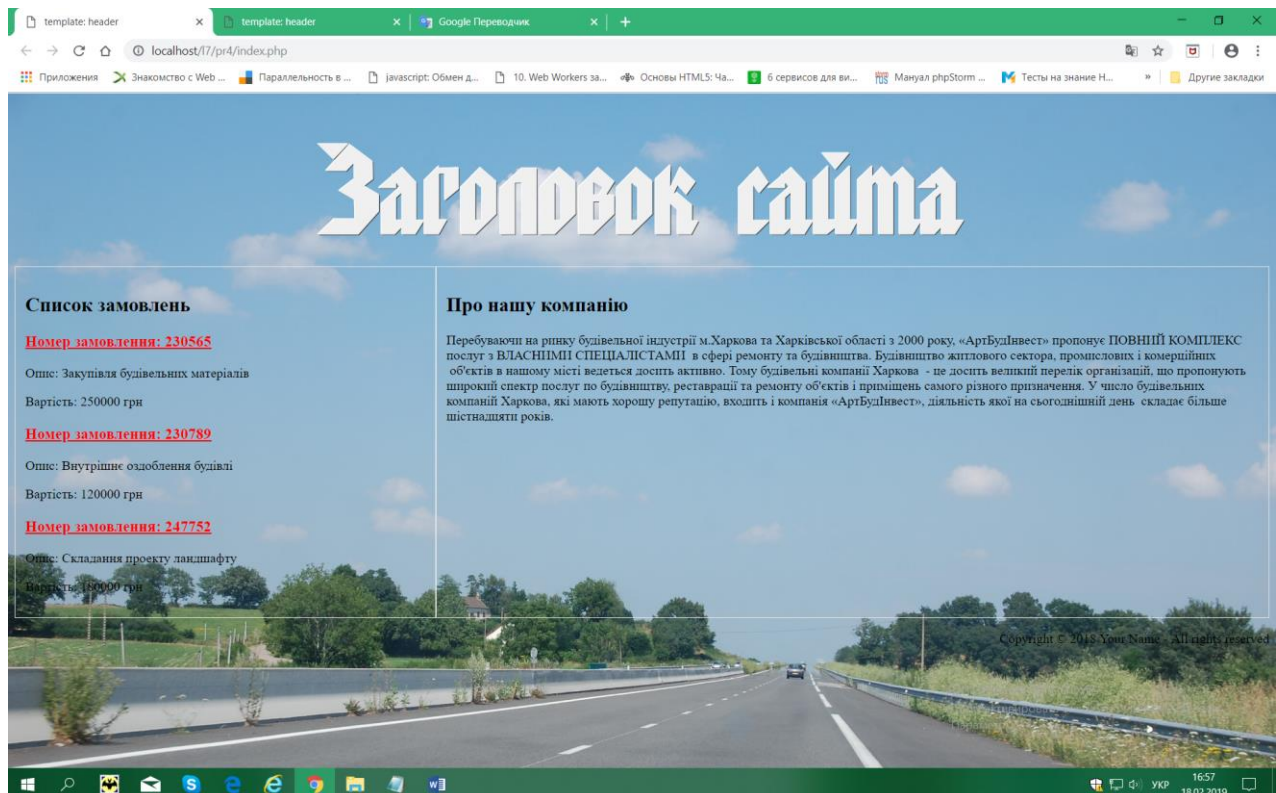 template: header
template: header
Google Переводчик
localhost/l7/pr4/index.php
Приложения
Знакомство с Web ...
Параллельность в ...
javascript: Обмен д...
10. Web Workers за...
Основы HTML5: Ча...
6 сервисов для ви...
Мануал phpStorm ...
Тесты на знание H...
»
Другие закладки
Заголовок сайта
Список замовлень
Номер замовлення: 230565
Опис: Закупівля будівельних матеріалів
Вартість: 250000 грн
Номер замовлення: 230789
Опис: Внутрішнє оздоблення будівлі
Вартість: 120000 грн
Номер замовлення: 247752
Опис: Складання проекту ландшафту
Вартість: 180000 грн
Про нашу компанію
Перебуваючи на ринку будівельної індустрії м.Харкова та Харківської області з 2000 року, «АртБудІнвест» пропонує ПОВНИЙ КОМПЛЕКС
послуг з ВЛАСНИМИ СПЕЦІАЛІСТАМИ в сфері ремонту та будівництва. Будівництво житлового сектора, промислових і комерційних
об'єктів в нашому місті ведеться досить активно. Тому будівельні компанії Харкова - це досить великий перелік організацій, що пропонують
широкий спектр послуг по будівництву, реставрації та ремонту об'єктів і приміщень самого різного призначення. У число будівельних
компаній Харкова, які мають хорошу репутацію, входить і компанія «АртБудІнвест», діяльність якої на сьогоднішній день складає більше
шістнадцяти років.
Copyright © 2018 Your Name - All rights reserved
УКР
16:57
18.02.2019